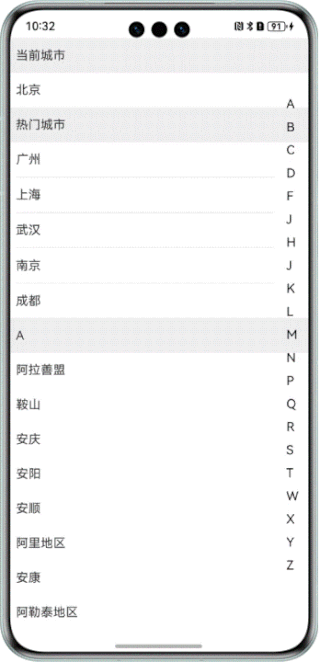 10:32
91
当前城市
北京
热门城市
广州
上海
武汉
南京
成都
A
阿拉善盟
鞍山
安庆
安阳
安顺
阿里地区
安康
阿勒泰地区
A
B
C
D
F
J
H
J
K
L
M
N
P
Q
R
S
T
W
X
Y
Z